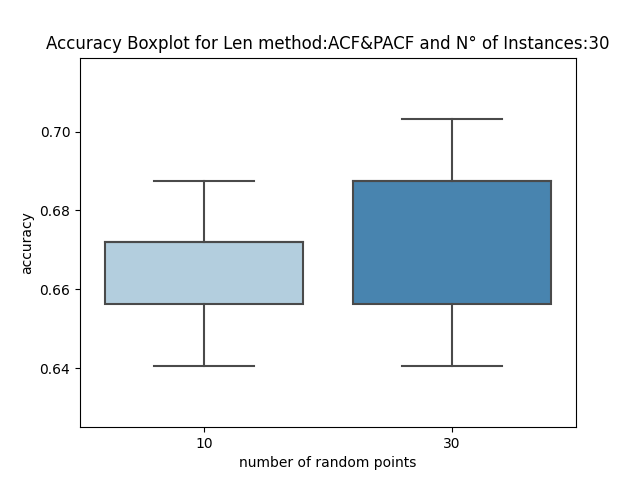 Accuracy Boxplot for Len method:ACF&PACF and N° of Instances:30
0.70
0.68
0.66
0.64
accuracy
10 30
number of random points